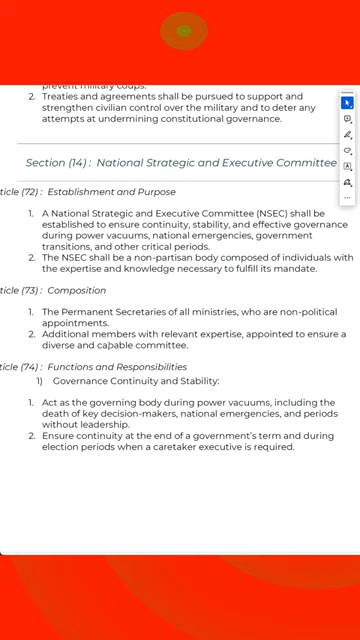 prevent military coups.
2. Treaties and agreements shall be pursued to support and
strengthen civilian control over the military and to deter any
attempts at undermining constitutional governance.
Section (14) : National Strategic and Executive Committee
ticle (72) : Establishment and Purpose
1. A National Strategic and Executive Committee (NSEC) shall be
established to ensure continuity, stability, and effective governance
during power vacuums, national emergencies, government
transitions, and other critical periods.
2. The NSEC shall be a non-partisan body composed of individuals with
the expertise and knowledge necessary to fulfill its mandate.
ticle (73) : Composition
1. The Permanent Secretaries of all ministries, who are non-political
appointments.
2. Additional members with relevant expertise, appointed to ensure a
diverse and capable committee.
ticle (74) : Functions and Responsibilities
1) Governance Continuity and Stability:
1. Act as the governing body during power vacuums, including the
death of key decision-makers, national emergencies, and periods
without leadership.
2. Ensure continuity at the end of a government's term and during
election periods when a caretaker executive is required.